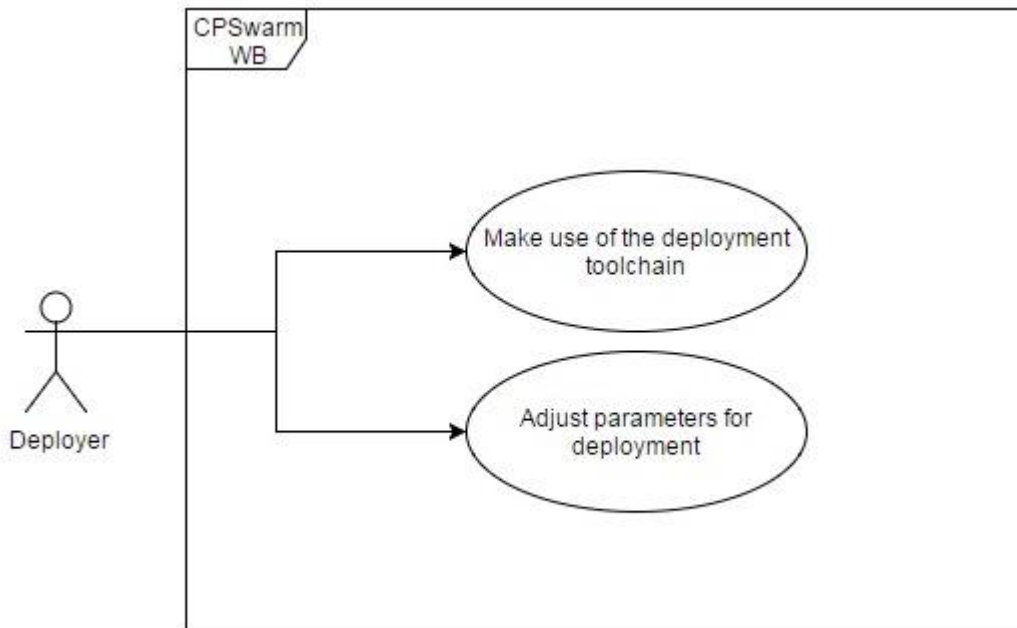 CPSwarm
WB
Make use of the deployment
toolchain
Adjust parameters for
deployment
Deployer